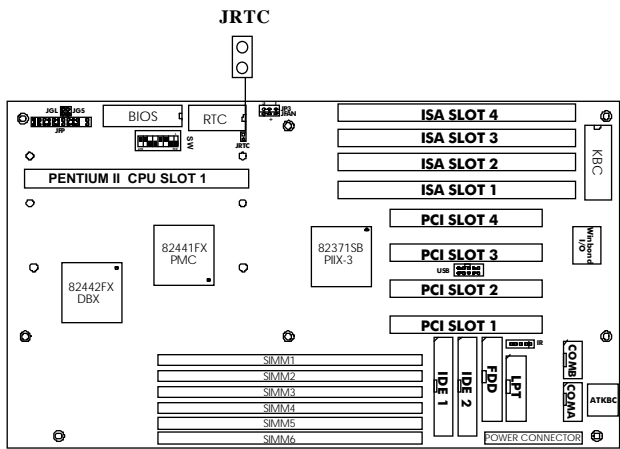 JRTC
JGL JGS
JFP
BIOS
RTC
SW
JRTC
JP3
JFAN
ISA SLOT 4
ISA SLOT 3
ISA SLOT 2
ISA SLOT 1
KBC
PENTIUM II CPU SLOT 1
PCI SLOT 4
PCI SLOT 3
USB
PCI SLOT 2
PCI SLOT 1
82441FX
PMC
82371SB
PIIX-3
82442FX
DBX
Winbond
I/O
IR
SIMM1
SIMM2
SIMM3
SIMM4
SIMM5
SIMM6
IDE 1
IDE 2
FDD
LPT
COMB
COMA
ATKBC
POWER CONNECTOR